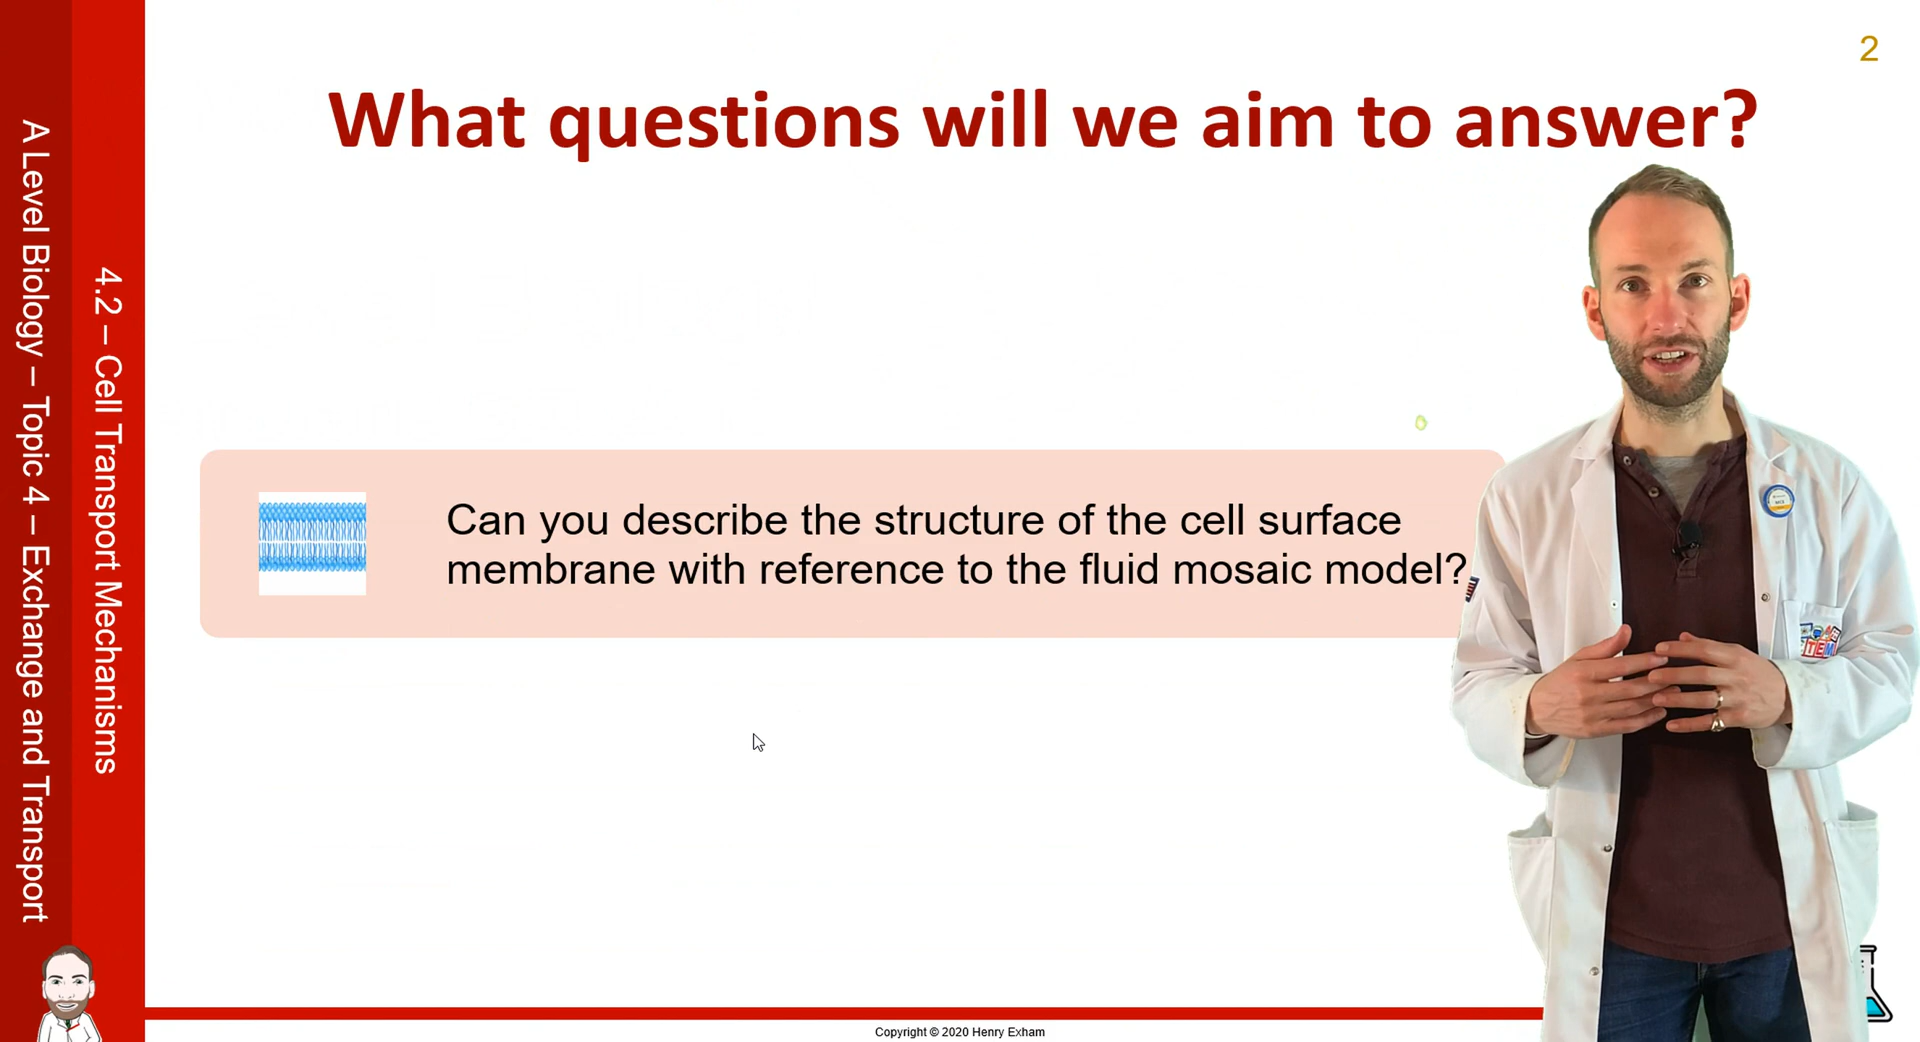 2
What questions will we aim to answer?
A Level Biology – Topic 4 – Exchange and Transport
4.2 – Cell Transport Mechanisms
Can you describe the structure of the cell surface
membrane with reference to the fluid mosaic model?
STEM
Copyright © 2020 Henry Exham